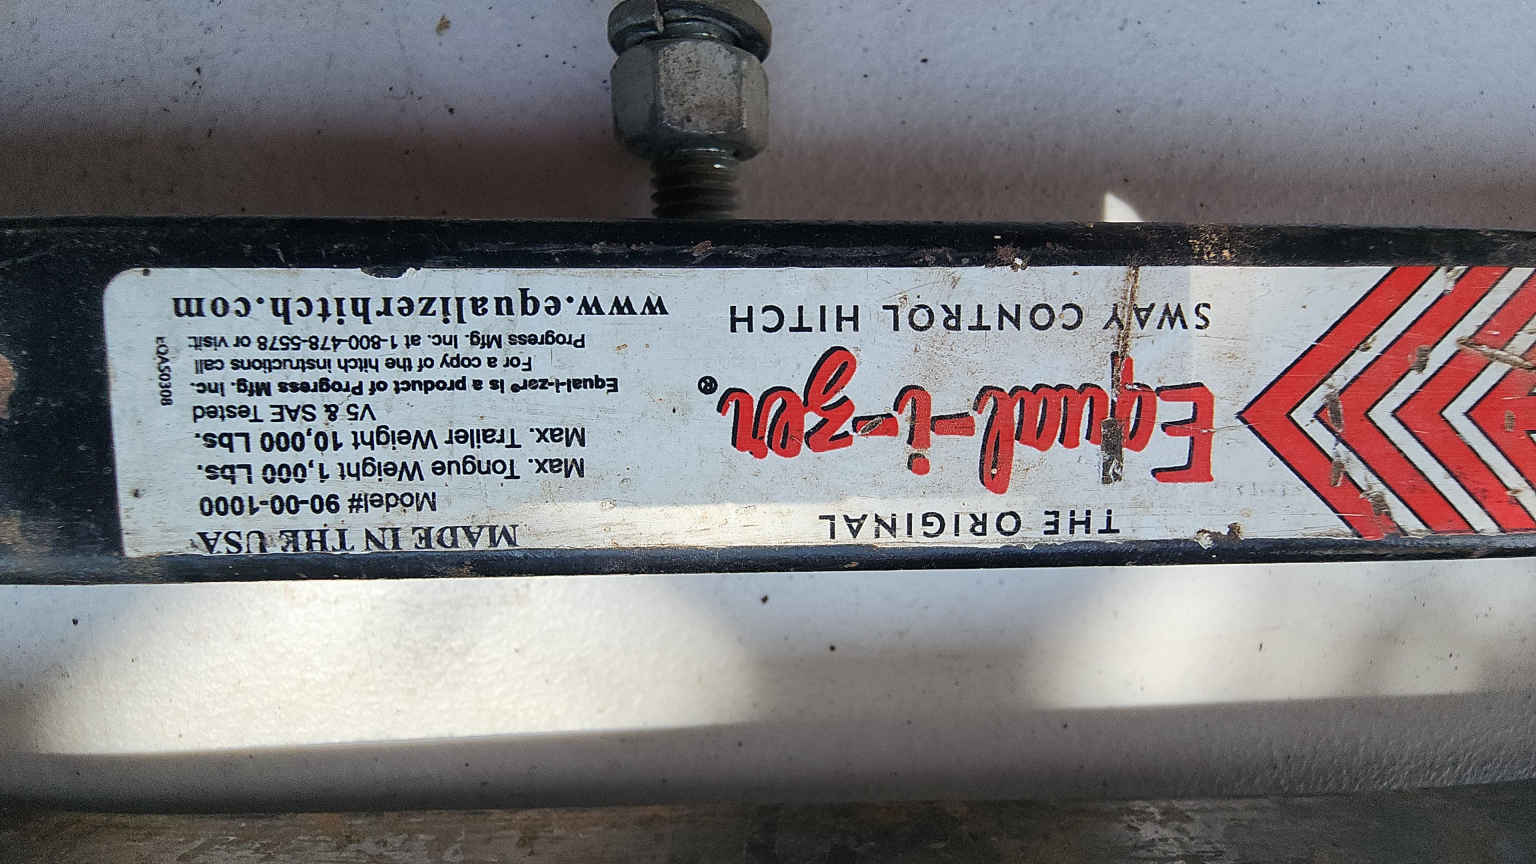 THE ORIGINAL
Equal-i-zer®
SWAY CONTROL HITCH
MADE IN THE USA
Model# 90-00-1000
Max. Tongue Weight 1,000 Lbs.
Max. Trailer Weight 10,000 Lbs.
V5 & SAE Tested
Equal-i-zer® is a product of Progress Mfg. Inc.
For a copy of the hitch instructions call
Progress Mfg. Inc. at 1-800-478-5578 or visit:
www.equalizerhitch.com
EQAS0308